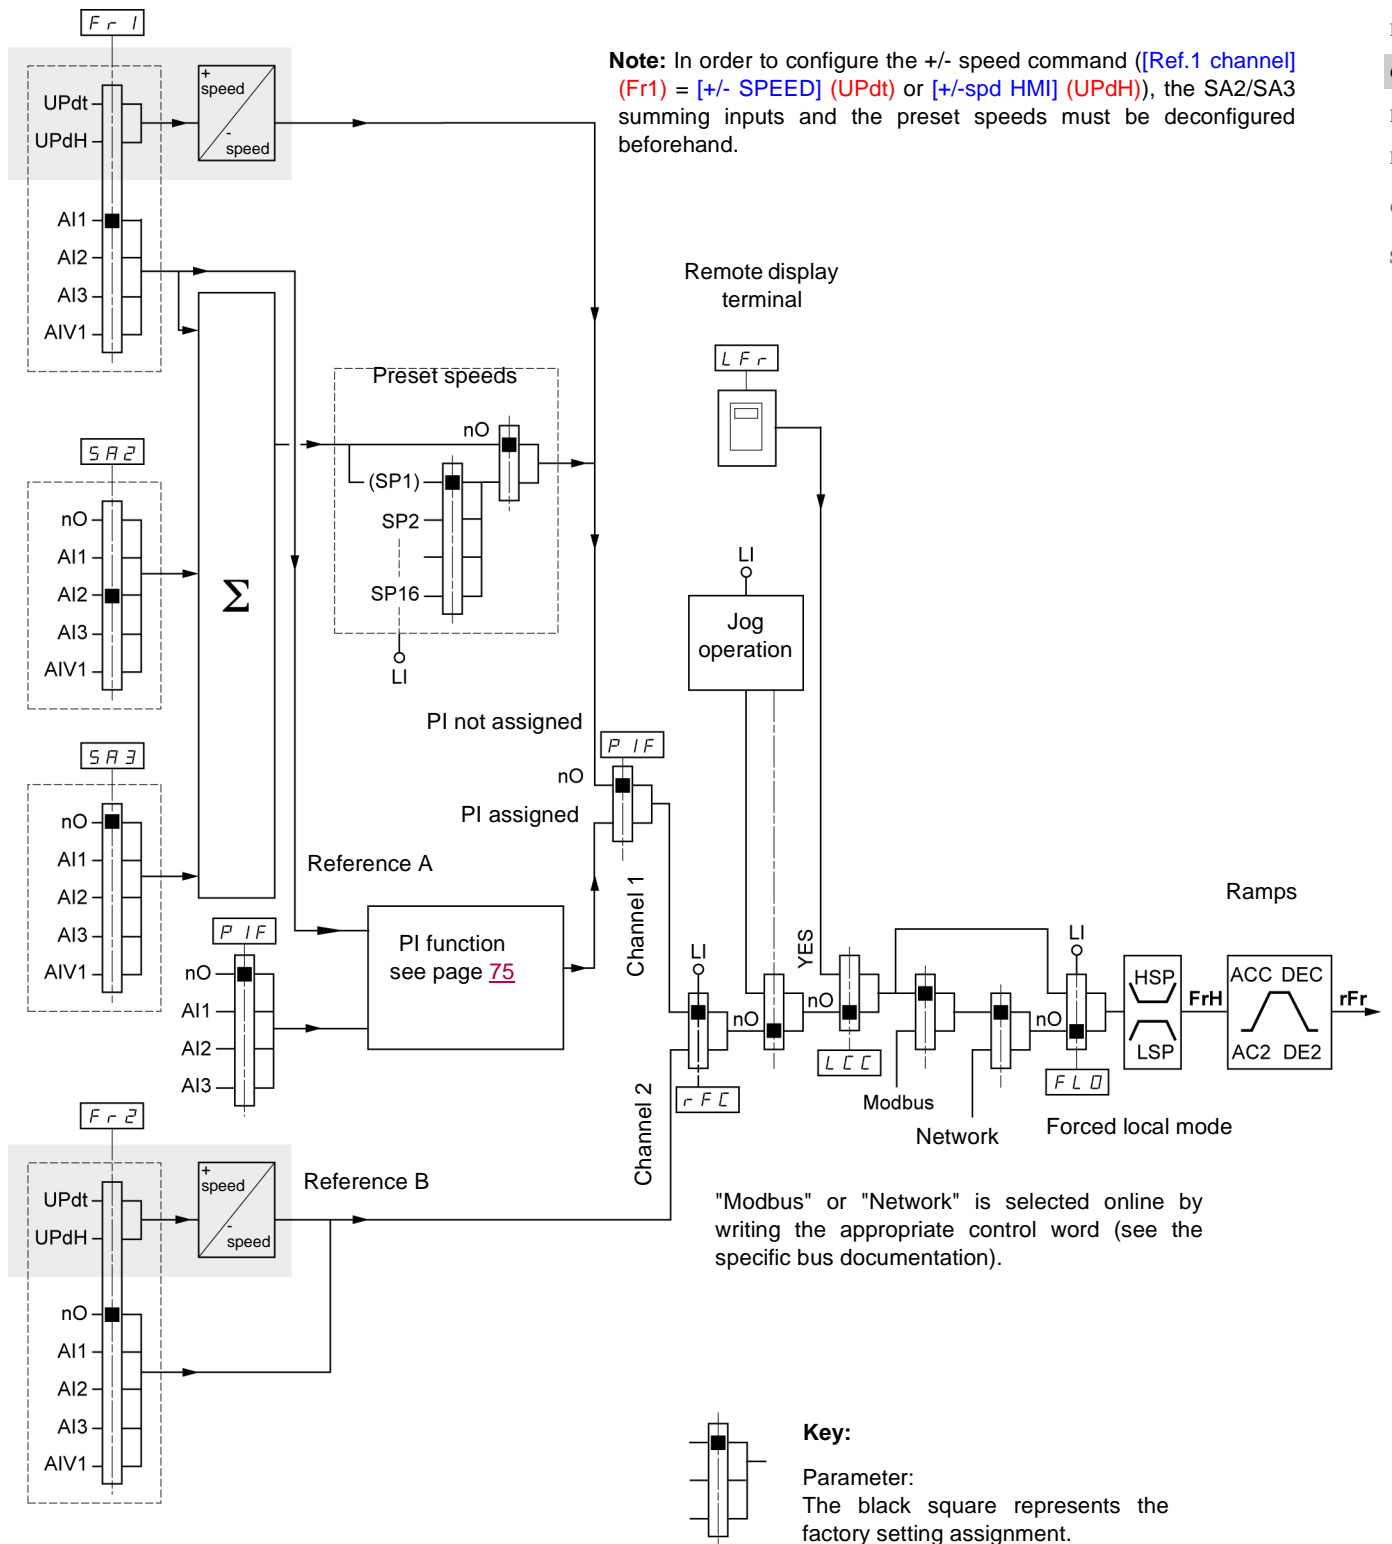 Fr 1
UPdt
UPdH
AI1
AI2
AI3
AIV1
+
speed
-
speed
Note: In order to configure the +/- speed command ([Ref.1 channel]
(Fr1) = [+/- SPEED] (UPdt) or [+/-spd HMI] (UPdH)), the SA2/SA3
summing inputs and the preset speeds must be deconfigured
beforehand.
Remote display
terminal
LFr
Preset speeds
nO
(SP1)
SP2
SP16
LI
SA2
nO
AI1
AI2
AI3
AIV1
Σ
LI
Jog
operation
PI not assigned
PIF
nO
PI assigned
SA3
nO
AI1
AI2
AI3
AIV1
Reference A
PI function
see page 75
PIF
nO
AI1
AI2
AI3
Channel 1
LI
nO
rFC
Channel 2
YES
nO
LCC
Modbus
Network
nO
LI
FLO
Forced local mode
Ramps
HSP
LSP
FrH
ACC DEC
AC2 DE2
rFr
Fr2
UPdt
UPdH
nO
AI1
AI2
AI3
AIV1
+
speed
-
speed
Reference B
"Modbus" or "Network" is selected online by
writing the appropriate control word (see the
specific bus documentation).
Key:
Parameter:
The black square represents the
factory setting assignment.